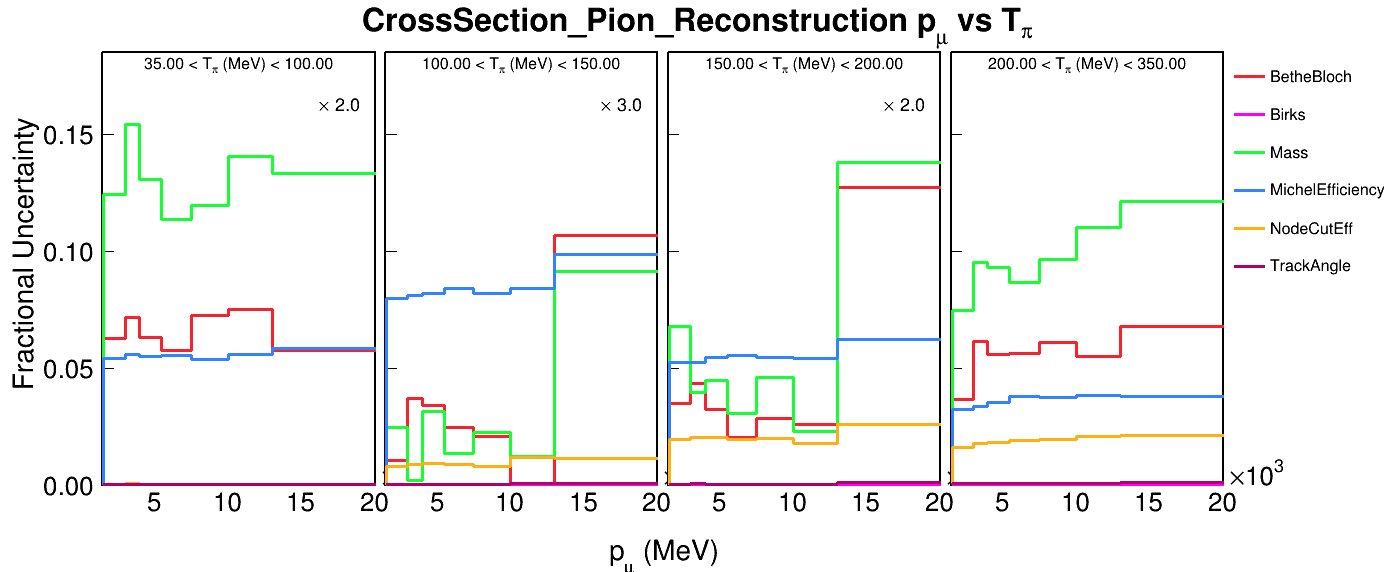 CrossSection_Pion_Reconstruction pμ vs Tπ
35.00 < Tπ (MeV) < 100.00
100.00 < Tπ (MeV) < 150.00
150.00 < Tπ (MeV) < 200.00
200.00 < Tπ (MeV) < 350.00
× 2.0
× 3.0
× 2.0
BetheBloch
Birks
Mass
MichelEfficiency
NodeCutEff
TrackAngle
Fractional Uncertainty
0.15
0.10
0.05
0.00
5 10 15 20
5 10 15 20
5 10 15 20
5 10 15 20
×10³
pμ (MeV)